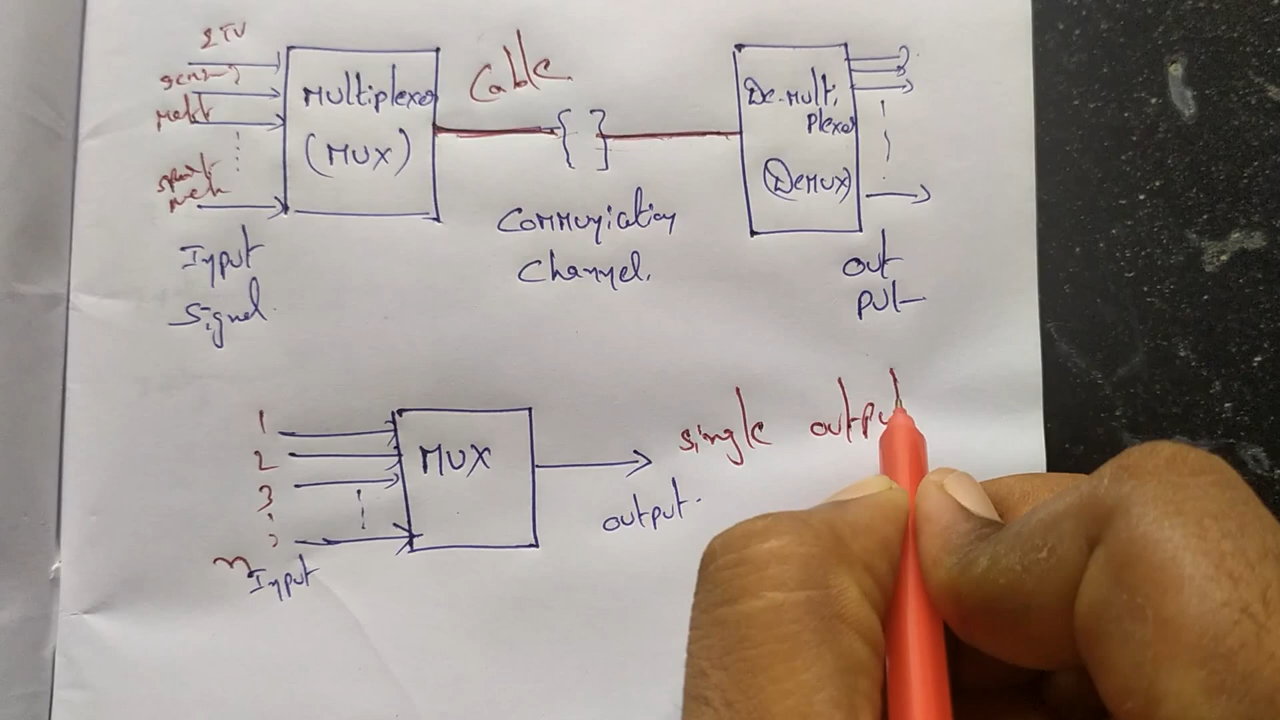 Multiplexer
(MUX)
Cable
De-multi
plexer
(DeMUX)
Input
Signal
Communication
Channel.
out
put
1
2
3
n
Input
MUX
output.
single output